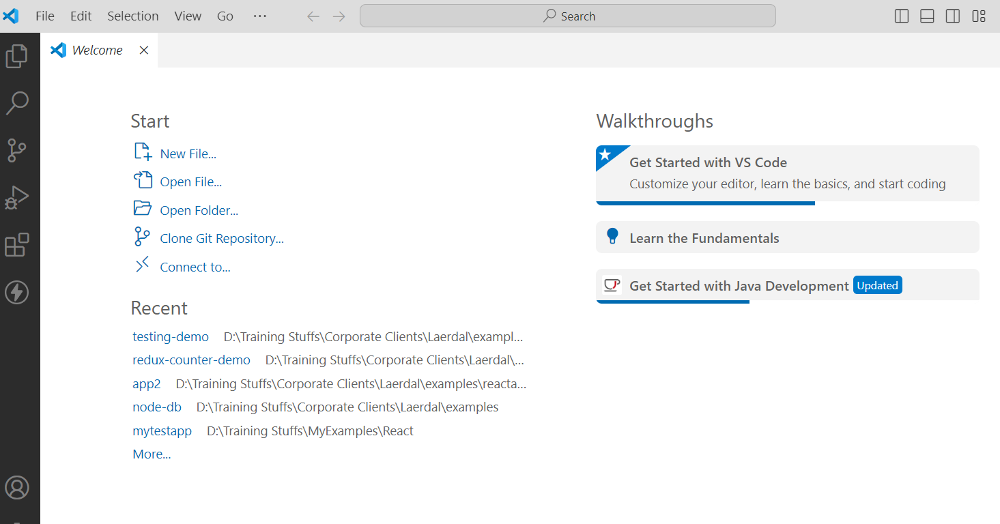 File Edit Selection View Go ··· Search
Welcome
Start
New File...
Open File...
Open Folder...
Clone Git Repository...
Connect to...
Recent
testing-demo D:\Training Stuffs\Corporate Clients\Laerdal\exampl...
redux-counter-demo D:\Training Stuffs\Corporate Clients\Laerdal\...
app2 D:\Training Stuffs\Corporate Clients\Laerdal\examples\reacta...
node-db D:\Training Stuffs\Corporate Clients\Laerdal\examples
mytestapp D:\Training Stuffs\MyExamples\React
More...
Walkthroughs
Get Started with VS Code
Customize your editor, learn the basics, and start coding
Learn the Fundamentals
Get Started with Java Development Updated